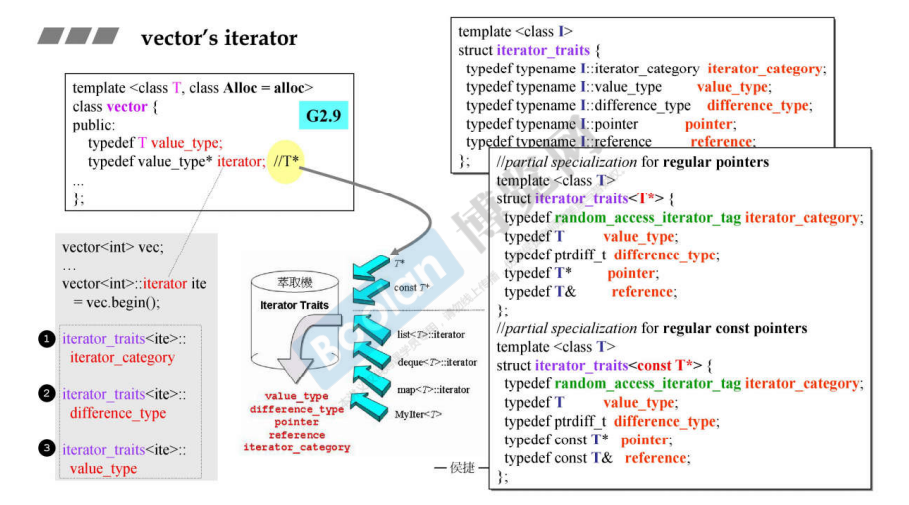 vector's iterator
template <class T, class Alloc = alloc>
class vector {
public:
typedef T value_type;
typedef value_type* iterator; //T*
...
};
G2.9
vector<int> vec;
…
vector<int>::iterator ite
= vec.begin();
1 iterator_traits<ite>::
iterator_category
2 iterator_traits<ite>::
difference_type
3 iterator_traits<ite>::
value_type
萃取機
Iterator Traits
value_type
difference_type
pointer
reference
iterator_category
T*
const T*
list<T>::iterator
deque<T>::iterator
map<T>::iterator
MyIter<T>
template <class I>
struct iterator_traits {
typedef typename I::iterator_category iterator_category;
typedef typename I::value_type value_type;
typedef typename I::difference_type difference_type;
typedef typename I::pointer pointer;
typedef typename I::reference reference;
};
//partial specialization for regular pointers
template <class T>
struct iterator_traits<T*> {
typedef random_access_iterator_tag iterator_category;
typedef T value_type;
typedef ptrdiff_t difference_type;
typedef T* pointer;
typedef T& reference;
};
//partial specialization for regular const pointers
template <class T>
struct iterator_traits<const T*> {
typedef random_access_iterator_tag iterator_category;
typedef T value_type;
typedef ptrdiff_t difference_type;
typedef const T* pointer;
typedef const T& reference;
};
— 侯捷 —
Boolan 博览网